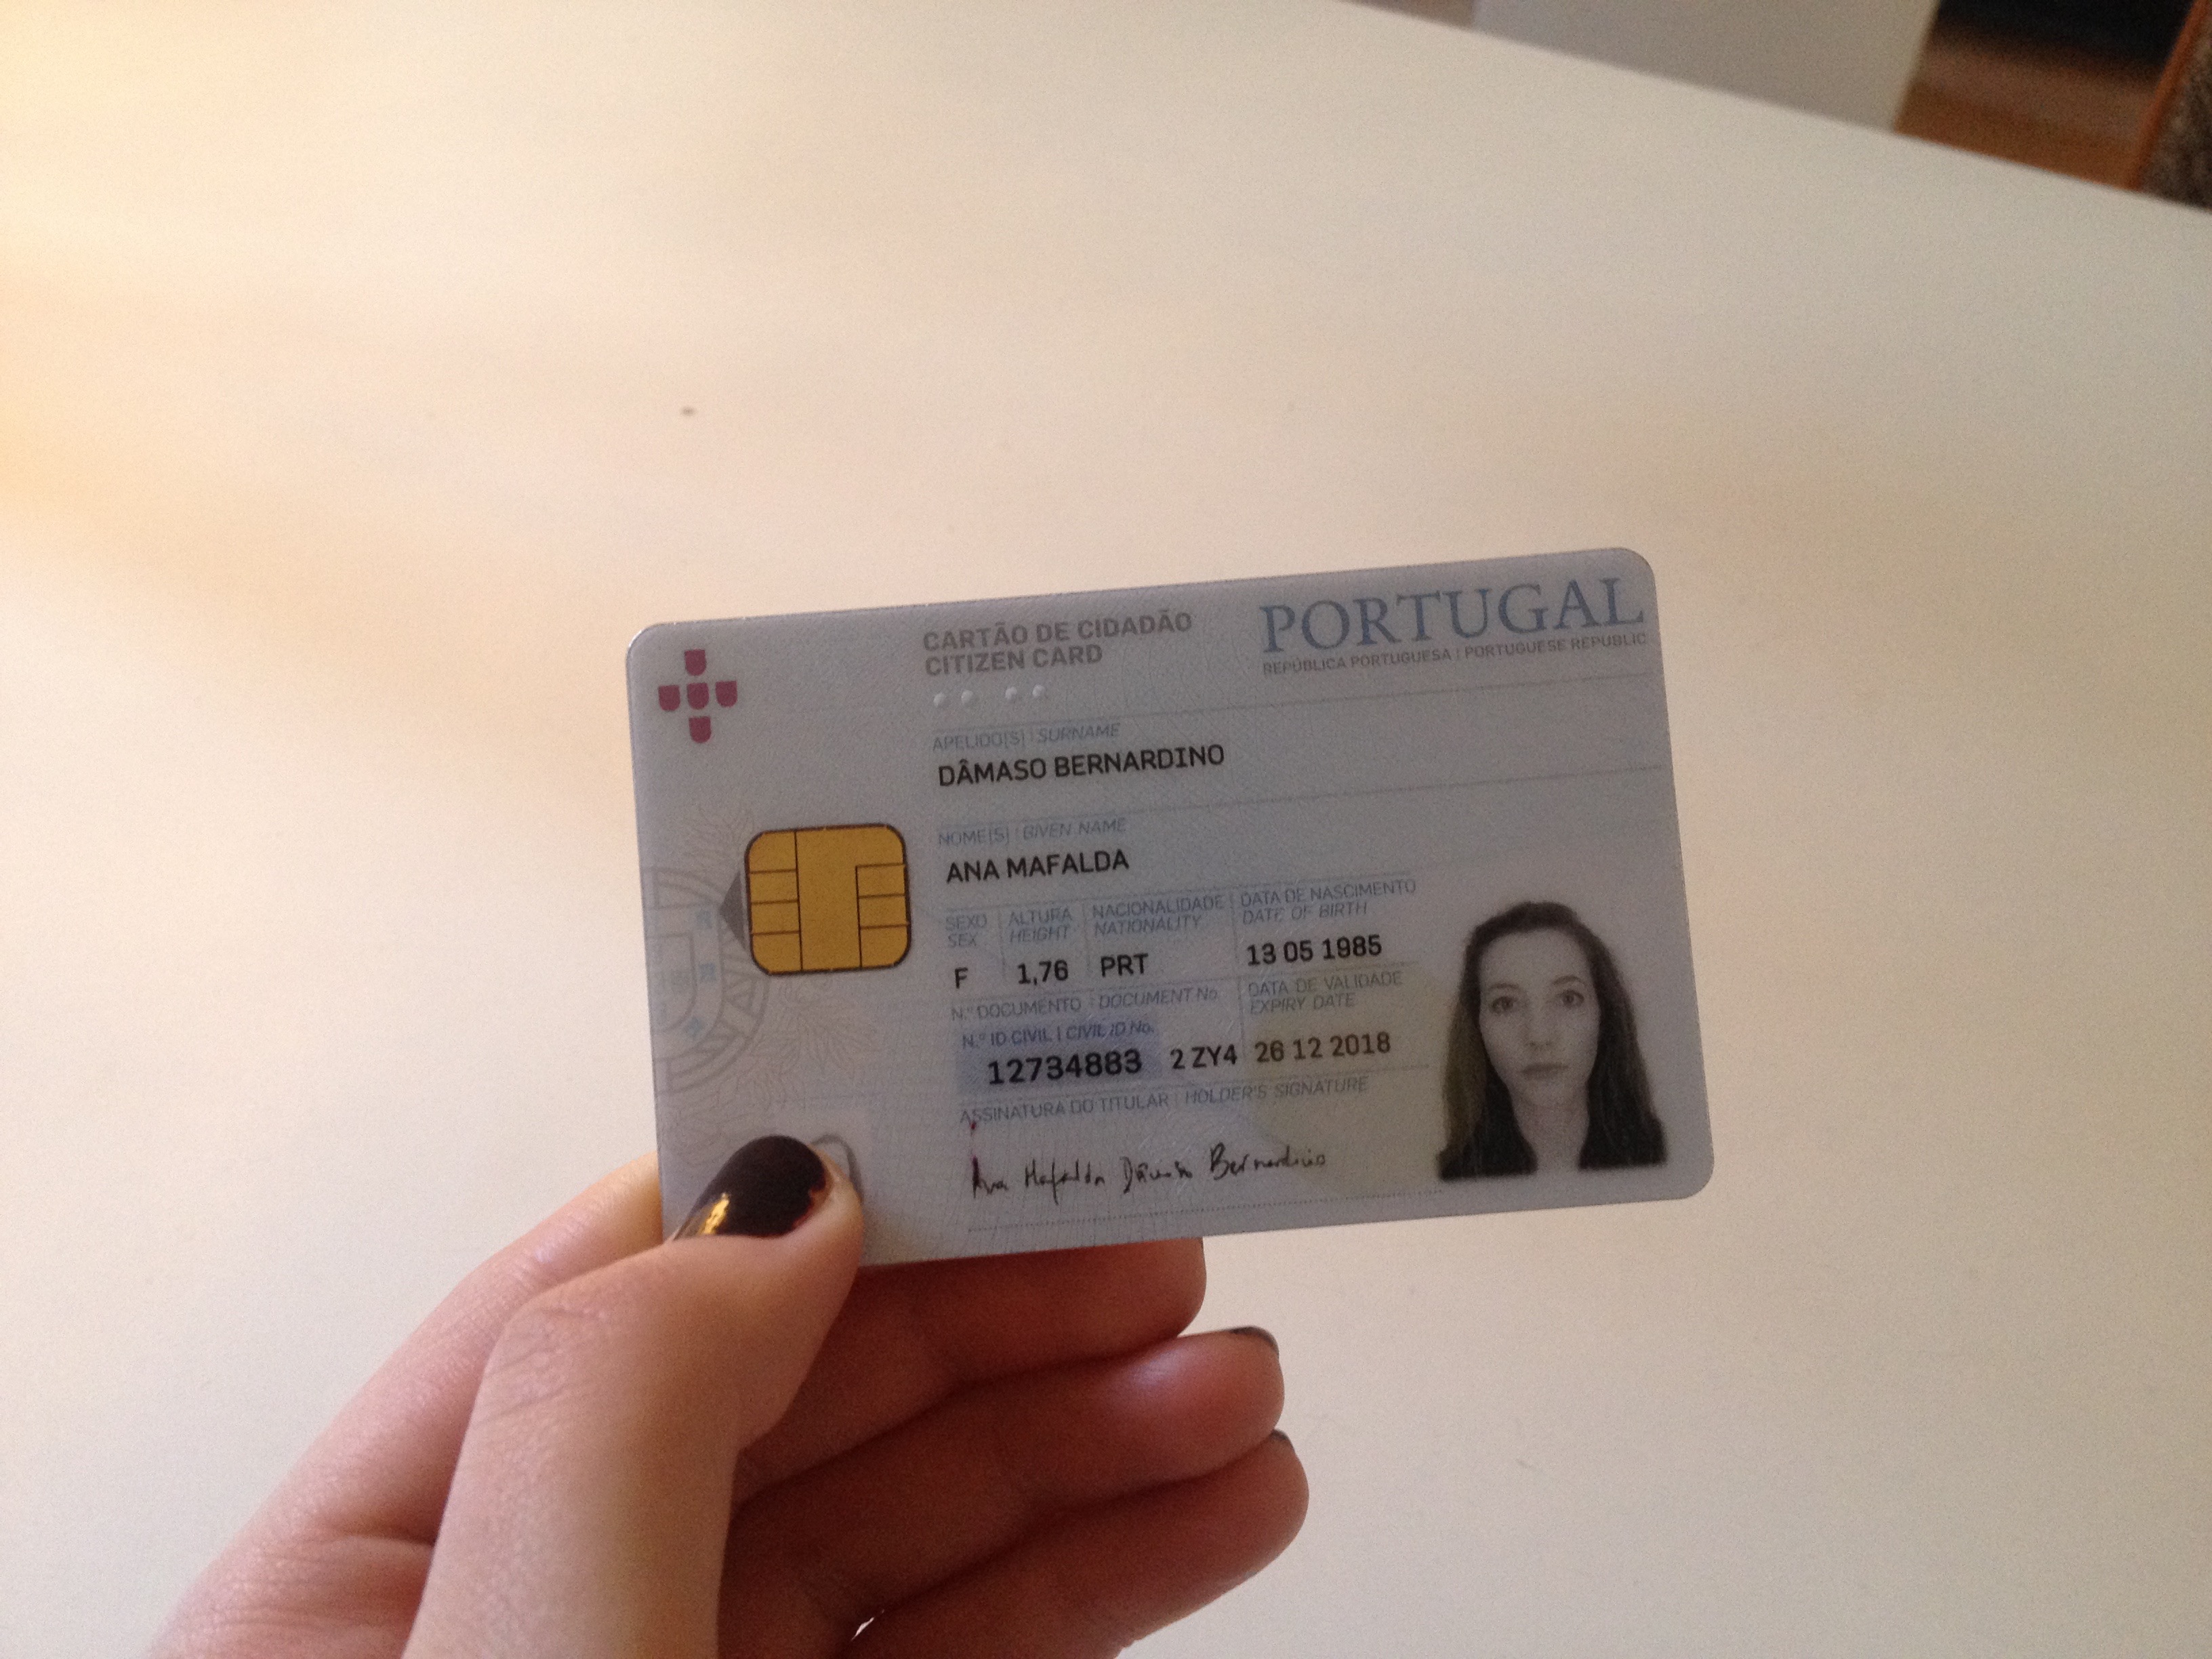 CARTÃO DE CIDADÃO
CITIZEN CARD
PORTUGAL
REPÚBLICA PORTUGUESA | PORTUGUESE REPUBLIC
APELIDO[S] | SURNAME
DÂMASO BERNARDINO
NOME[S] | GIVEN NAME
ANA MAFALDA
SEXO
SEX
F
ALTURA
HEIGHT
1,76
NACIONALIDADE
NATIONALITY
PRT
DATA DE NASCIMENTO
DATE OF BIRTH
13 05 1985
N.º DOCUMENTO | DOCUMENT No.
N.º ID CIVIL | CIVIL ID No.
12734883 2 ZY4
DATA DE VALIDADE
EXPIRY DATE
26 12 2018
ASSINATURA DO TITULAR | HOLDER'S SIGNATURE
Ana Mafalda Dâmaso Bernardino